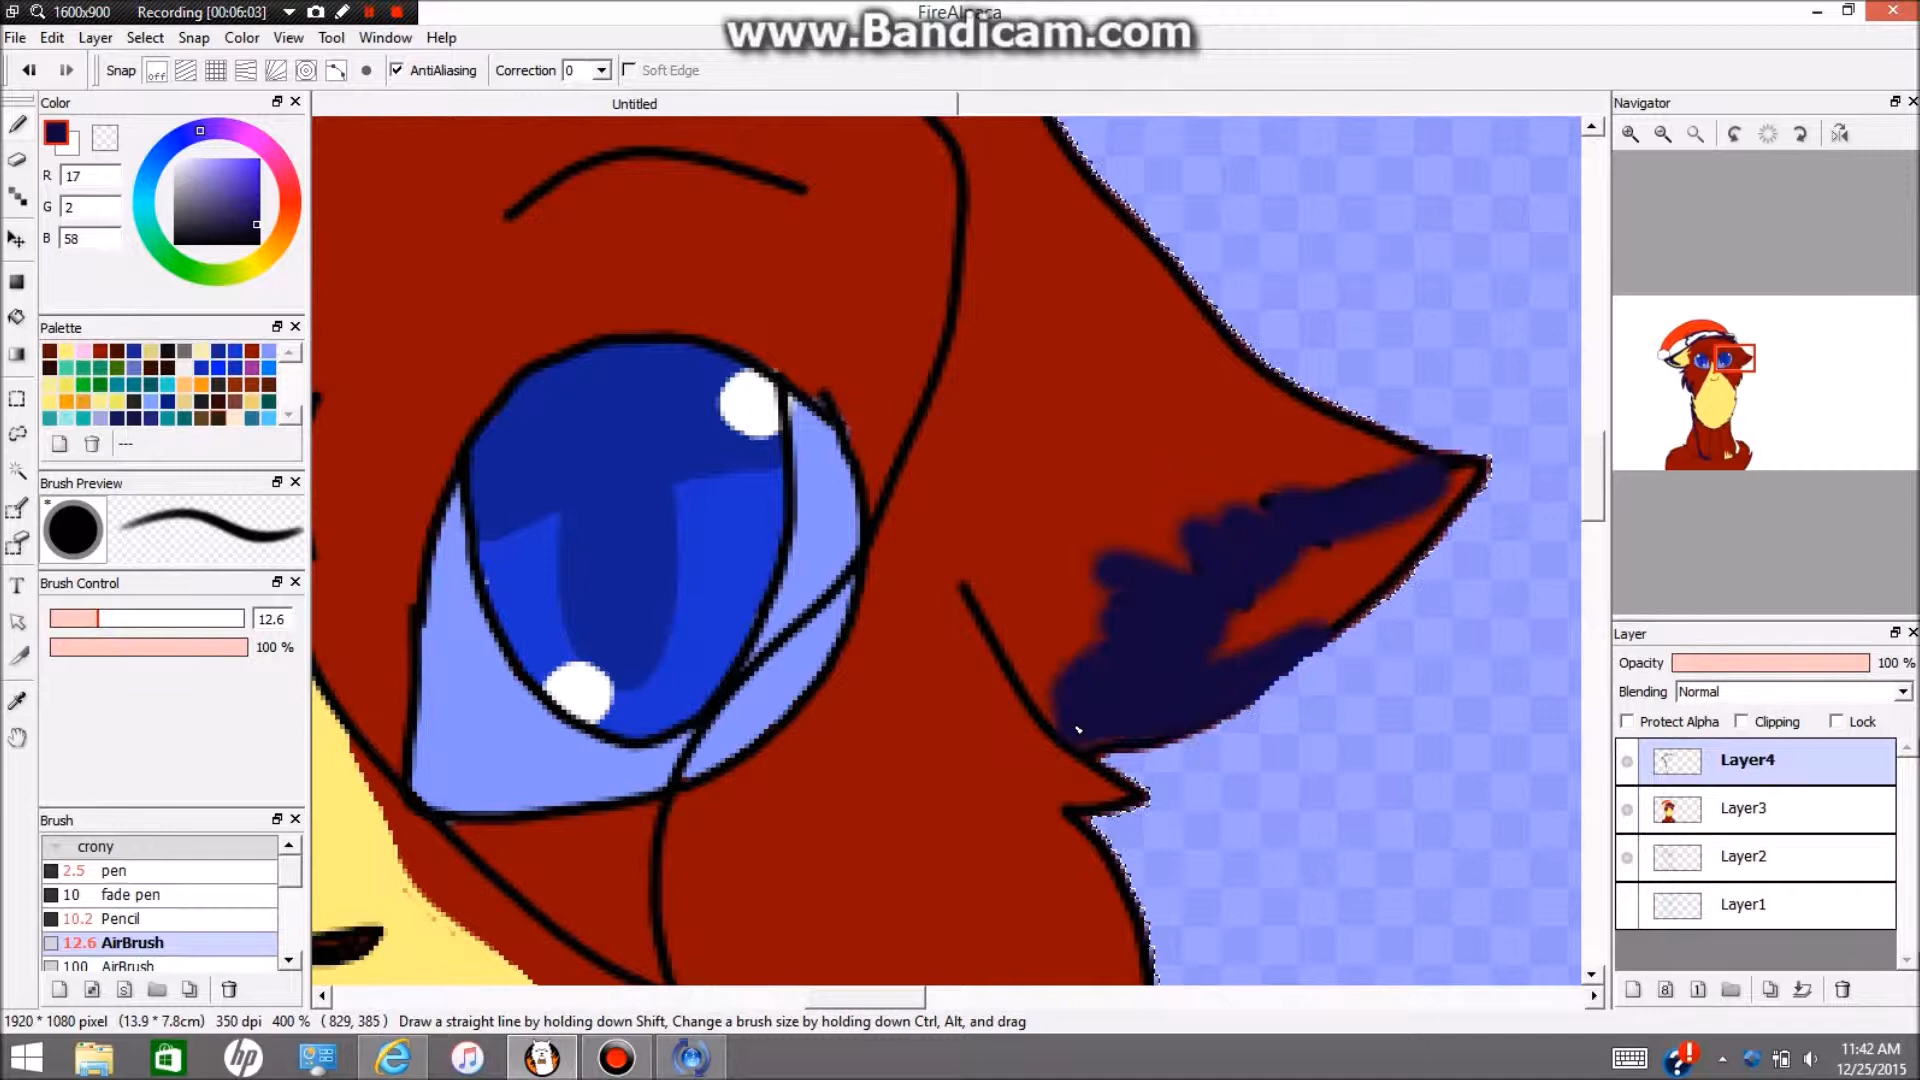 1600x900 Recording [00:06:03]
FireAlpaca
www.Bandicam.com
File Edit Layer Select Snap Color View Tool Window Help
Snap off AntiAliasing Correction 0 Soft Edge
Color
Untitled
Navigator
R 17
G 2
B 58
Palette
---
Brush Preview
*
Brush Control
12.6
100 %
Layer
Opacity 100 %
Blending Normal
Protect Alpha Clipping Lock
Layer4
Layer3
Layer2
Layer1
Brush
crony
2.5 pen
10 fade pen
10.2 Pencil
12.6 AirBrush
100 AirBrush
1920 * 1080 pixel (13.9 * 7.8cm) 350 dpi 400 % ( 829, 385 ) Draw a straight line by holding down Shift, Change a brush size by holding down Ctrl, Alt, and drag
11:42 AM
12/25/2015